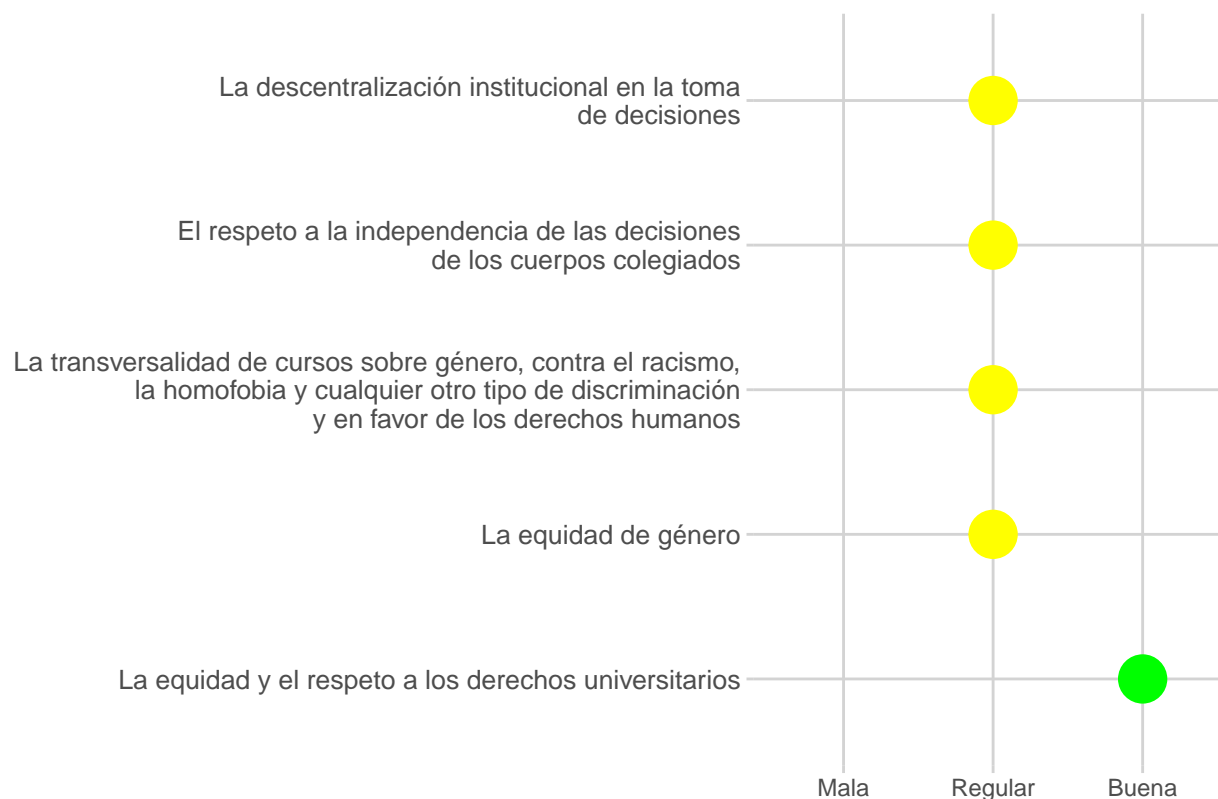 La descentralización institucional en la toma
de decisiones
El respeto a la independencia de las decisiones
de los cuerpos colegiados
La transversalidad de cursos sobre género, contra el racismo,
la homofobia y cualquier otro tipo de discriminación
y en favor de los derechos humanos
La equidad de género
La equidad y el respeto a los derechos universitarios
Mala Regular Buena